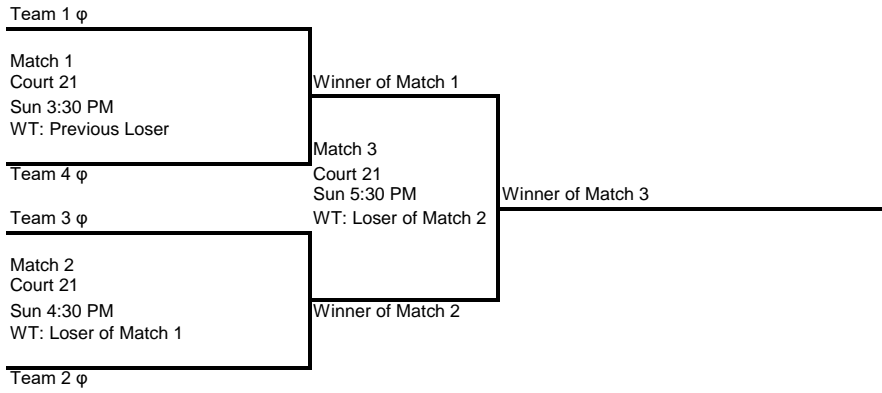 Team 1 φ
Match 1
Court 21
Sun 3:30 PM
WT: Previous Loser
Team 4 φ
Winner of Match 1
Match 3
Court 21
Sun 5:30 PM
WT: Loser of Match 2
Winner of Match 3
Team 3 φ
Match 2
Court 21
Sun 4:30 PM
WT: Loser of Match 1
Team 2 φ
Winner of Match 2